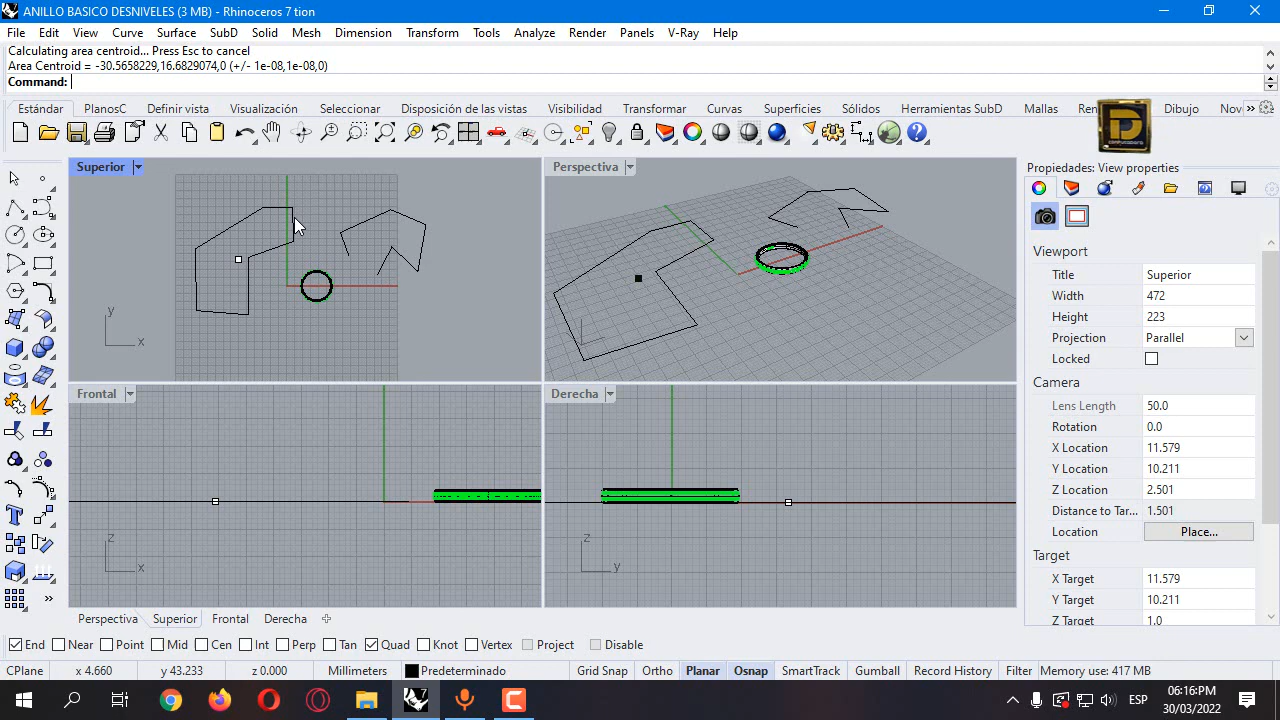 ANILLO BASICO DESNIVELES (3 MB) - Rhinoceros 7 tion
File Edit View Curve Surface SubD Solid Mesh Dimension Transform Tools Analyze Render Panels V-Ray Help
Calculating area centroid... Press Esc to cancel
Area Centroid = -30.5658229,16.6829074,0 (+/- 1e-08,1e-08,0)
Command:
Estándar PlanosC Definir vista Visualización Seleccionar Disposición de las vistas Visibilidad Transformar Curvas Superficies Sólidos Herramientas SubD Mallas Dibujo
Superior
Perspectiva
Propiedades: View properties
Viewport
Title Superior
Width 472
Height 223
Projection Parallel
Locked
y
x
Frontal
Derecha
Camera
Lens Length 50.0
Rotation 0.0
X Location 11.579
Y Location 10.211
Z Location 2.501
Distance to Tar... 1.501
Location Place...
z
x
z
y
Target
X Target 11.579
Y Target 10.211
Z Target 1.0
Perspectiva Superior Frontal Derecha
End Near Point Mid Cen Int Perp Tan Quad Knot Vertex Project Disable
CPlane x 4.660 y 43.233 z 0.000 Millimeters Predeterminado Grid Snap Ortho Planar Osnap SmartTrack Gumball Record History Filter Memory use: 417 MB
ESP
06:16PM
30/03/2022